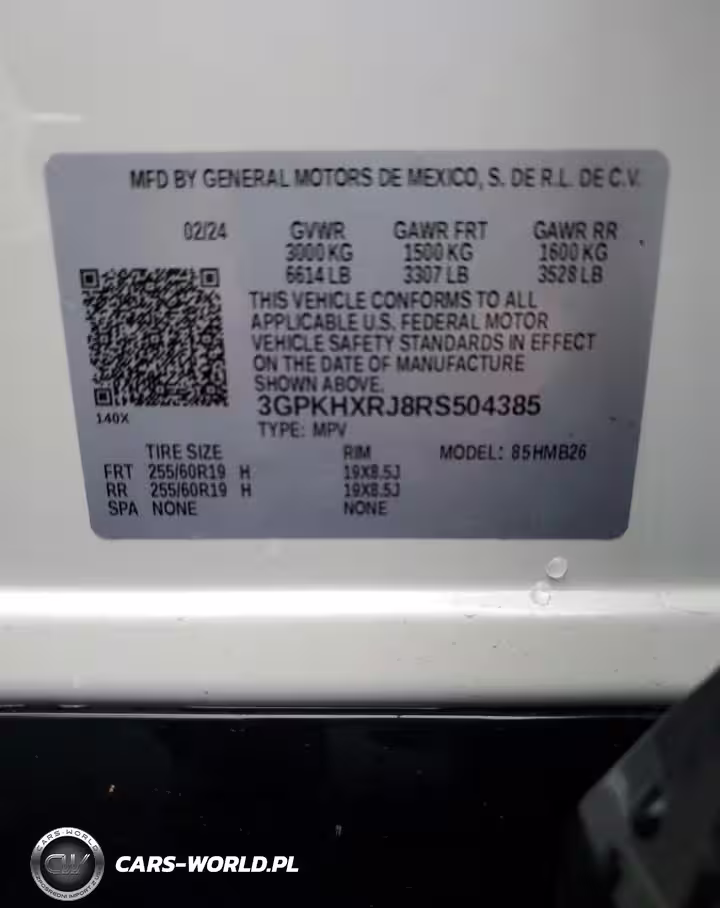 MFD BY GENERAL MOTORS DE MEXICO, S. DE R.L. DE C.V.
02/24 GVWR GAWR FRT GAWR RR
3000 KG 1500 KG 1600 KG
6614 LB 3307 LB 3528 LB
THIS VEHICLE CONFORMS TO ALL
APPLICABLE U.S. FEDERAL MOTOR
VEHICLE SAFETY STANDARDS IN EFFECT
ON THE DATE OF MANUFACTURE
SHOWN ABOVE.
3GPKHXRJ8RS504385
140X
TYPE: MPV
TIRE SIZE RIM MODEL: 85HMB26
FRT 255/60R19 H 19X8.5J
RR 255/60R19 H 19X8.5J
SPA NONE NONE
CARS-WORLD
CW
CARS-WORLD.PL